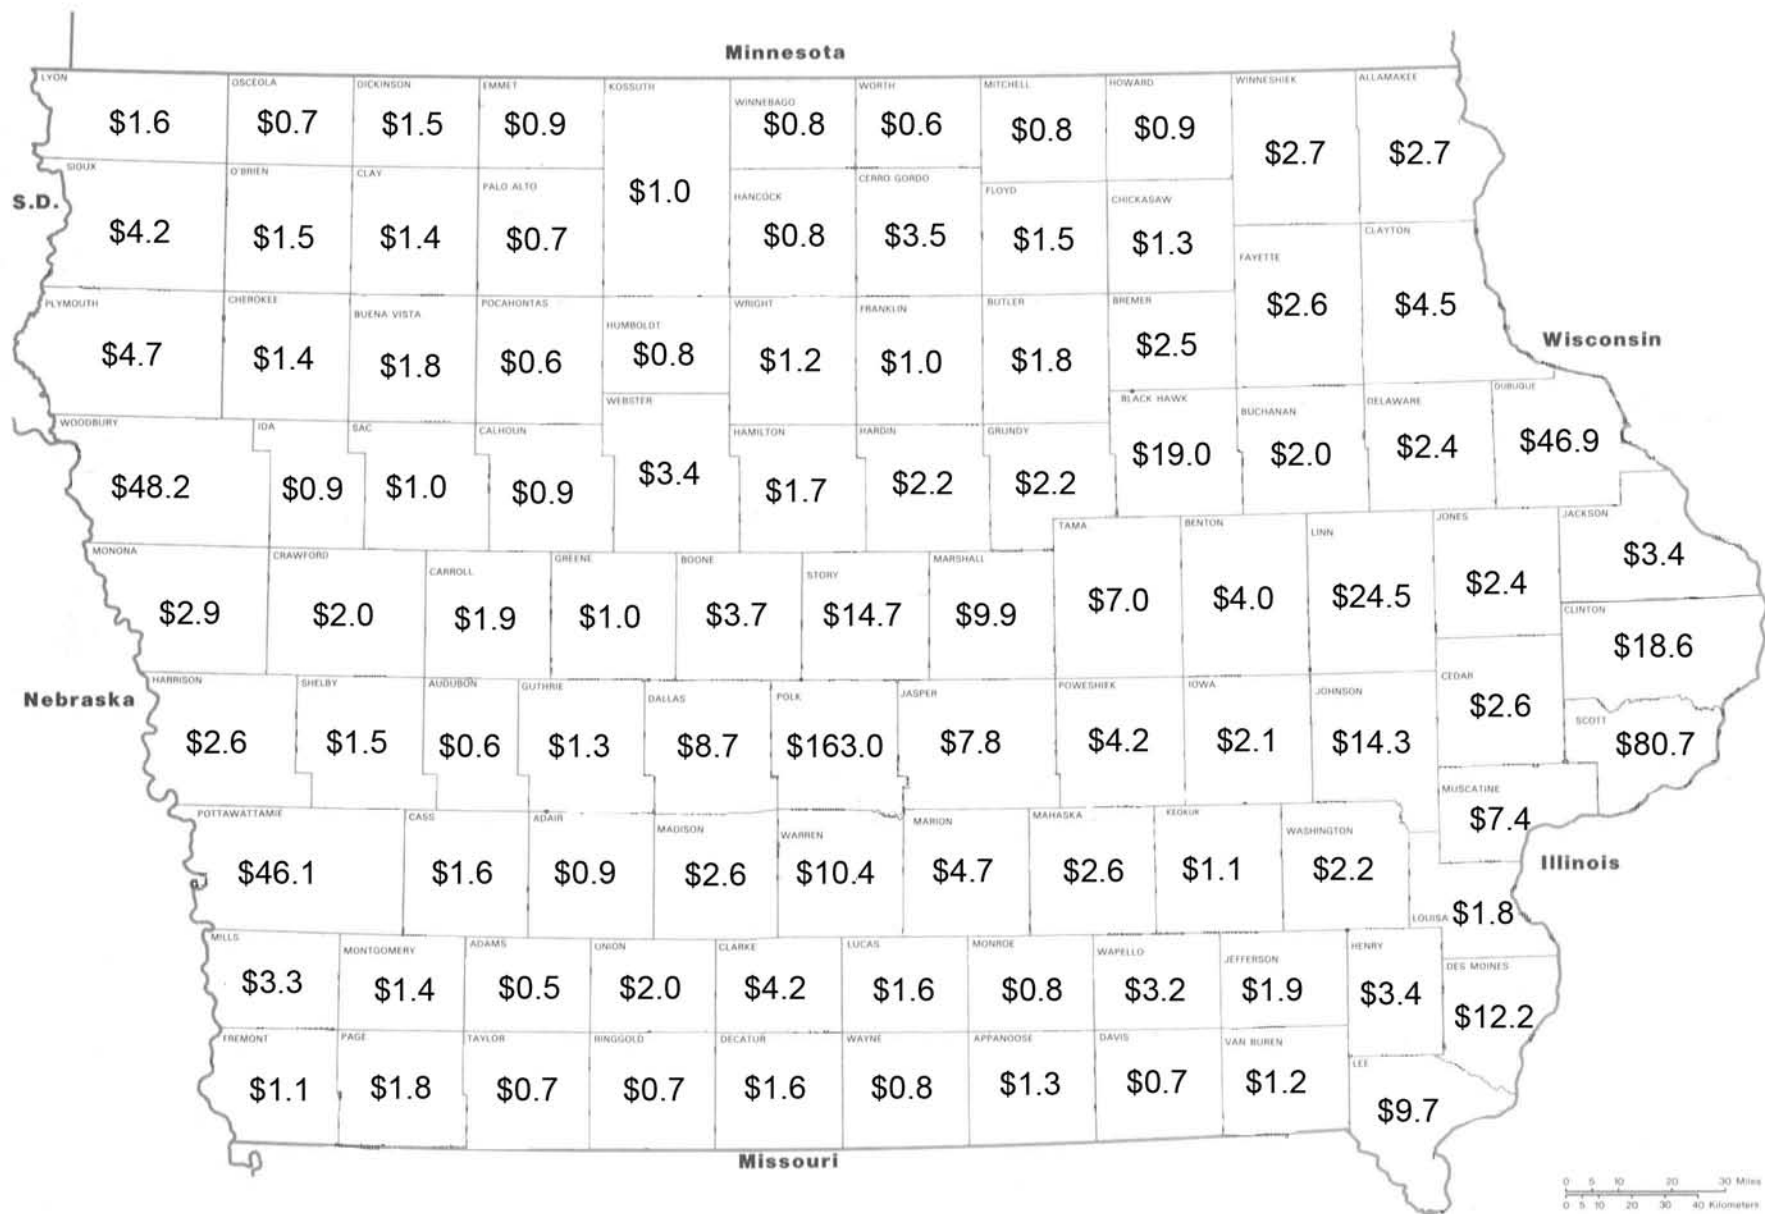 Minnesota
LYON
$1.6
OSCEOLA
$0.7
DICKINSON
$1.5
EMMET
$0.9
KOSSUTH
$1.0
WINNEBAGO
$0.8
WORTH
$0.6
MITCHELL
$0.8
HOWARD
$0.9
WINNESHIEK
$2.7
ALLAMAKEE
$2.7
S.D.
SIOUX
$4.2
O'BRIEN
$1.5
CLAY
$1.4
PALO ALTO
$0.7
HANCOCK
$0.8
CERRO GORDO
$3.5
FLOYD
$1.5
CHICKASAW
$1.3
FAYETTE
$2.6
CLAYTON
$4.5
Wisconsin
PLYMOUTH
$4.7
CHEROKEE
$1.4
BUENA VISTA
$1.8
POCAHONTAS
$0.6
HUMBOLDT
$0.8
WRIGHT
$1.2
FRANKLIN
$1.0
BUTLER
$1.8
BREMER
$2.5
WOODBURY
$48.2
IDA
$0.9
SAC
$1.0
CALHOUN
$0.9
WEBSTER
$3.4
HAMILTON
$1.7
HARDIN
$2.2
GRUNDY
$2.2
BLACK HAWK
$19.0
BUCHANAN
$2.0
DELAWARE
$2.4
DUBUQUE
$46.9
MONONA
$2.9
CRAWFORD
$2.0
CARROLL
$1.9
GREENE
$1.0
BOONE
$3.7
STORY
$14.7
MARSHALL
$9.9
TAMA
$7.0
BENTON
$4.0
LINN
$24.5
JONES
$2.4
JACKSON
$3.4
CLINTON
$18.6
Nebraska
HARRISON
$2.6
SHELBY
$1.5
AUDUBON
$0.6
GUTHRIE
$1.3
DALLAS
$8.7
POLK
$163.0
JASPER
$7.8
POWESHIEK
$4.2
IOWA
$2.1
JOHNSON
$14.3
CEDAR
$2.6
SCOTT
$80.7
MUSCATINE
$7.4
POTTAWATTAMIE
$46.1
CASS
$1.6
ADAIR
$0.9
MADISON
$2.6
WARREN
$10.4
MARION
$4.7
MAHASKA
$2.6
KEOKUK
$1.1
WASHINGTON
$2.2
LOUISA $1.8
Illinois
MILLS
$3.3
MONTGOMERY
$1.4
ADAMS
$0.5
UNION
$2.0
CLARKE
$4.2
LUCAS
$1.6
MONROE
$0.8
WAPELLO
$3.2
JEFFERSON
$1.9
HENRY
$3.4
DES MOINES
$12.2
FREMONT
$1.1
PAGE
$1.8
TAYLOR
$0.7
RINGGOLD
$0.7
DECATUR
$1.6
WAYNE
$0.8
APPANOOSE
$1.3
DAVIS
$0.7
VAN BUREN
$1.2
LEE
$9.7
Missouri
0 5 10 20 30 Miles
0 5 10 20 30 40 Kilometers